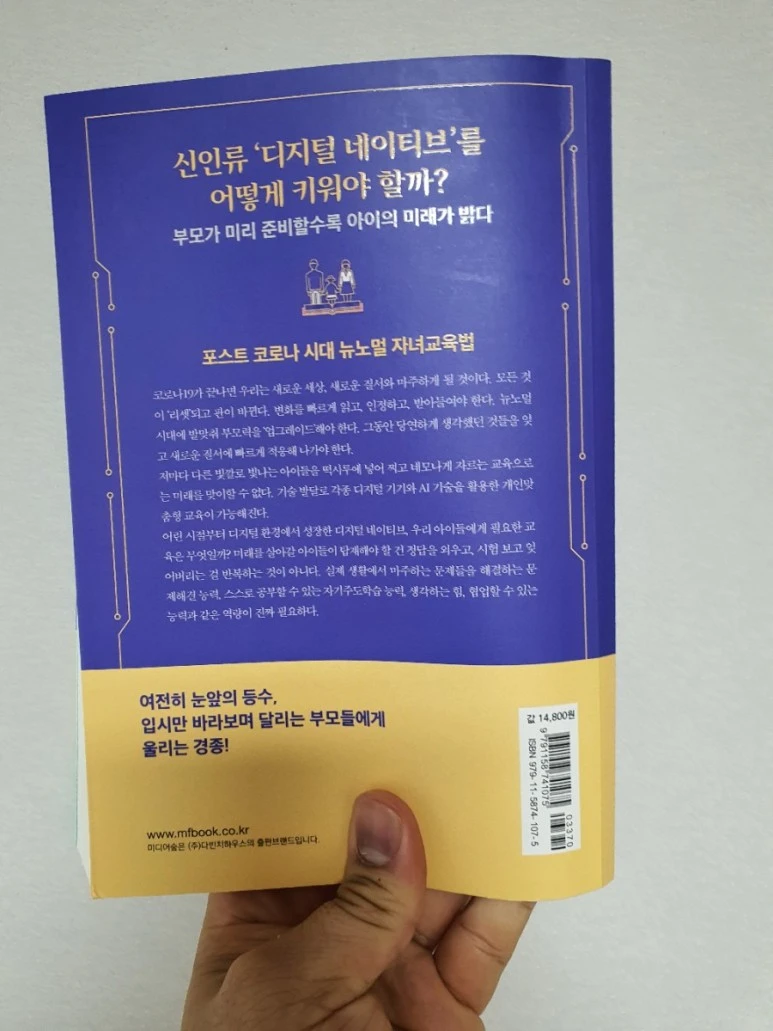 신인류 ‘디지털 네이티브’를
어떻게 키워야 할까?
부모가 미리 준비할수록 아이의 미래가 밝다
포스트 코로나 시대 뉴노멀 자녀교육법
코로나19가 끝나면 우리는 새로운 세상, 새로운 질서와 마주하게 될 것이다. 모든 것
이 ‘리셋’되고 판이 바뀐다. 변화를 빠르게 읽고, 인정하고, 받아들여야 한다. 뉴노멀
시대에 발맞춰 부모력을 ‘업그레이드’해야 한다. 그동안 당연하게 생각했던 것들을 잊
고 새로운 질서에 빠르게 적응해 나가야 한다.
저마다 다른 빛깔로 빛나는 아이들을 떡시루에 넣어 찌고 네모나게 자르는 교육으로
는 미래를 맞이할 수 없다. 기술 발달로 각종 디지털 기기와 AI 기술을 활용한 개인맞
춤형 교육이 가능해진다.
어린 시절부터 디지털 환경에서 성장한 디지털 네이티브, 우리 아이들에게 필요한 교
육은 무엇일까? 미래를 살아갈 아이들이 탑재해야 할 건 정답을 외우고, 시험 보고 잊
어버리는 걸 반복하는 것이 아니다. 실제 생활에서 마주하는 문제들을 해결하는 문
제해결 능력, 스스로 공부할 수 있는 자기주도학습 능력, 생각하는 힘, 협업할 수 있는
능력과 같은 역량이 진짜 필요하다.
여전히 눈앞의 등수,
입시만 바라보며 달리는 부모들에게
울리는 경종!
www.mfbook.co.kr
미디어숲은 (주)다빈치하우스의 출판브랜드입니다.
값 14,800원
9791158741075
03370
ISBN 979-11-5874-107-5